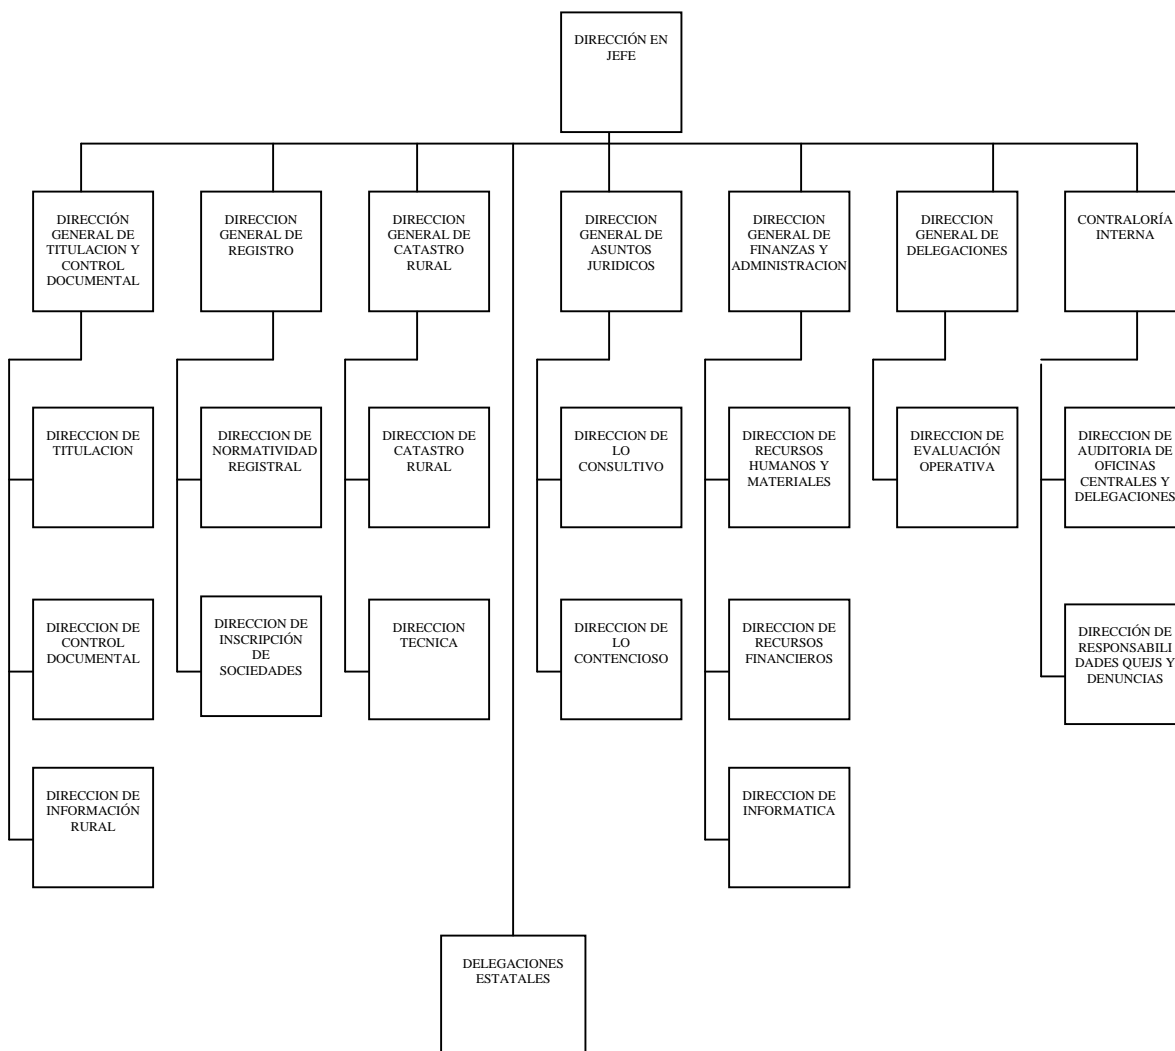 DIRECCIÓN EN
JEFE
DIRECCIÓN
GENERAL DE
TITULACION Y
CONTROL
DOCUMENTAL
DIRECCION
GENERAL DE
REGISTRO
DIRECCION
GENERAL DE
CATASTRO
RURAL
DIRECCION
GENERAL DE
ASUNTOS
JURIDICOS
DIRECCION
GENERAL DE
FINANZAS Y
ADMINISTRACION
DIRECCION
GENERAL DE
DELEGACIONES
CONTRALORÍA
INTERNA
DIRECCION DE
TITULACION
DIRECCION DE
NORMATIVIDAD
REGISTRAL
DIRECCION DE
CATASTRO
RURAL
DIRECCION DE
LO
CONSULTIVO
DIRECCION DE
RECURSOS
HUMANOS Y
MATERIALES
DIRECCION DE
EVALUACIÓN
OPERATIVA
DIRECCION DE
AUDITORIA DE
OFICINAS
CENTRALES Y
DELEGACIONES
DIRECCION DE
CONTROL
DOCUMENTAL
DIRECCION DE
INSCRIPCIÓN
DE
SOCIEDADES
DIRECCION
TECNICA
DIRECCION DE
LO
CONTENCIOSO
DIRECCION DE
RECURSOS
FINANCIEROS
DIRECCIÓN DE
RESPONSABILI
DADES QUEJS Y
DENUNCIAS
DIRECCION DE
INFORMACIÓN
RURAL
DIRECCION DE
INFORMATICA
DELEGACIONES
ESTATALES